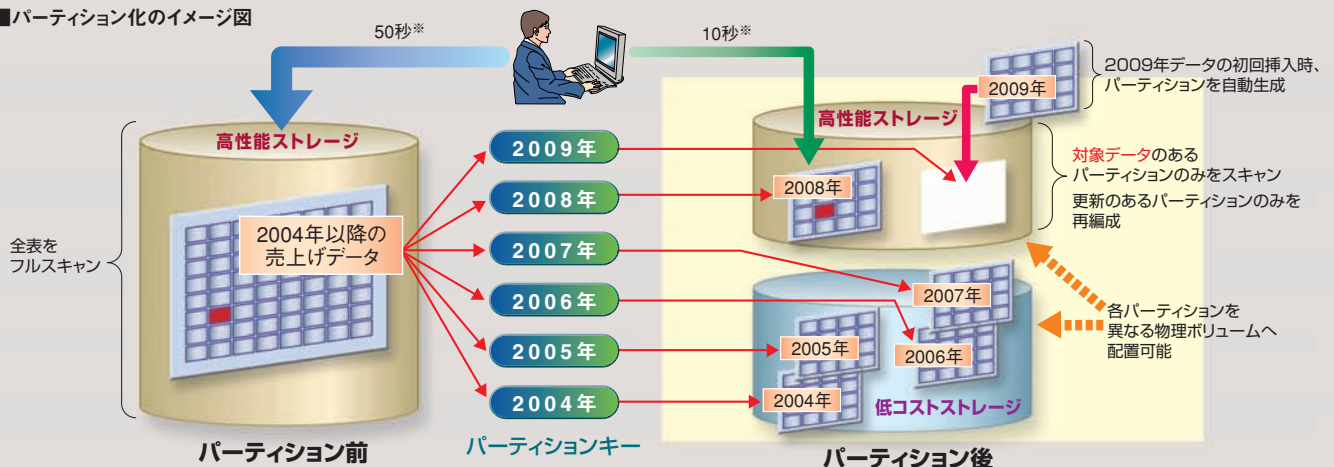 ■パーティション化のイメージ図
50秒※
10秒※
2009年
2009年データの初回挿入時、
パーティションを自動生成
高性能ストレージ
2004年以降の
売上げデータ
全表を
フルスキャン
パーティション前
2009年
2008年
2007年
2006年
2005年
2004年
パーティションキー
高性能ストレージ
2008年
対象データのある
パーティションのみをスキャン
更新のあるパーティションのみを
再編成
2007年
2005年
2006年
2004年
低コストストレージ
各パーティションを
異なる物理ボリュームへ
配置可能
パーティション後